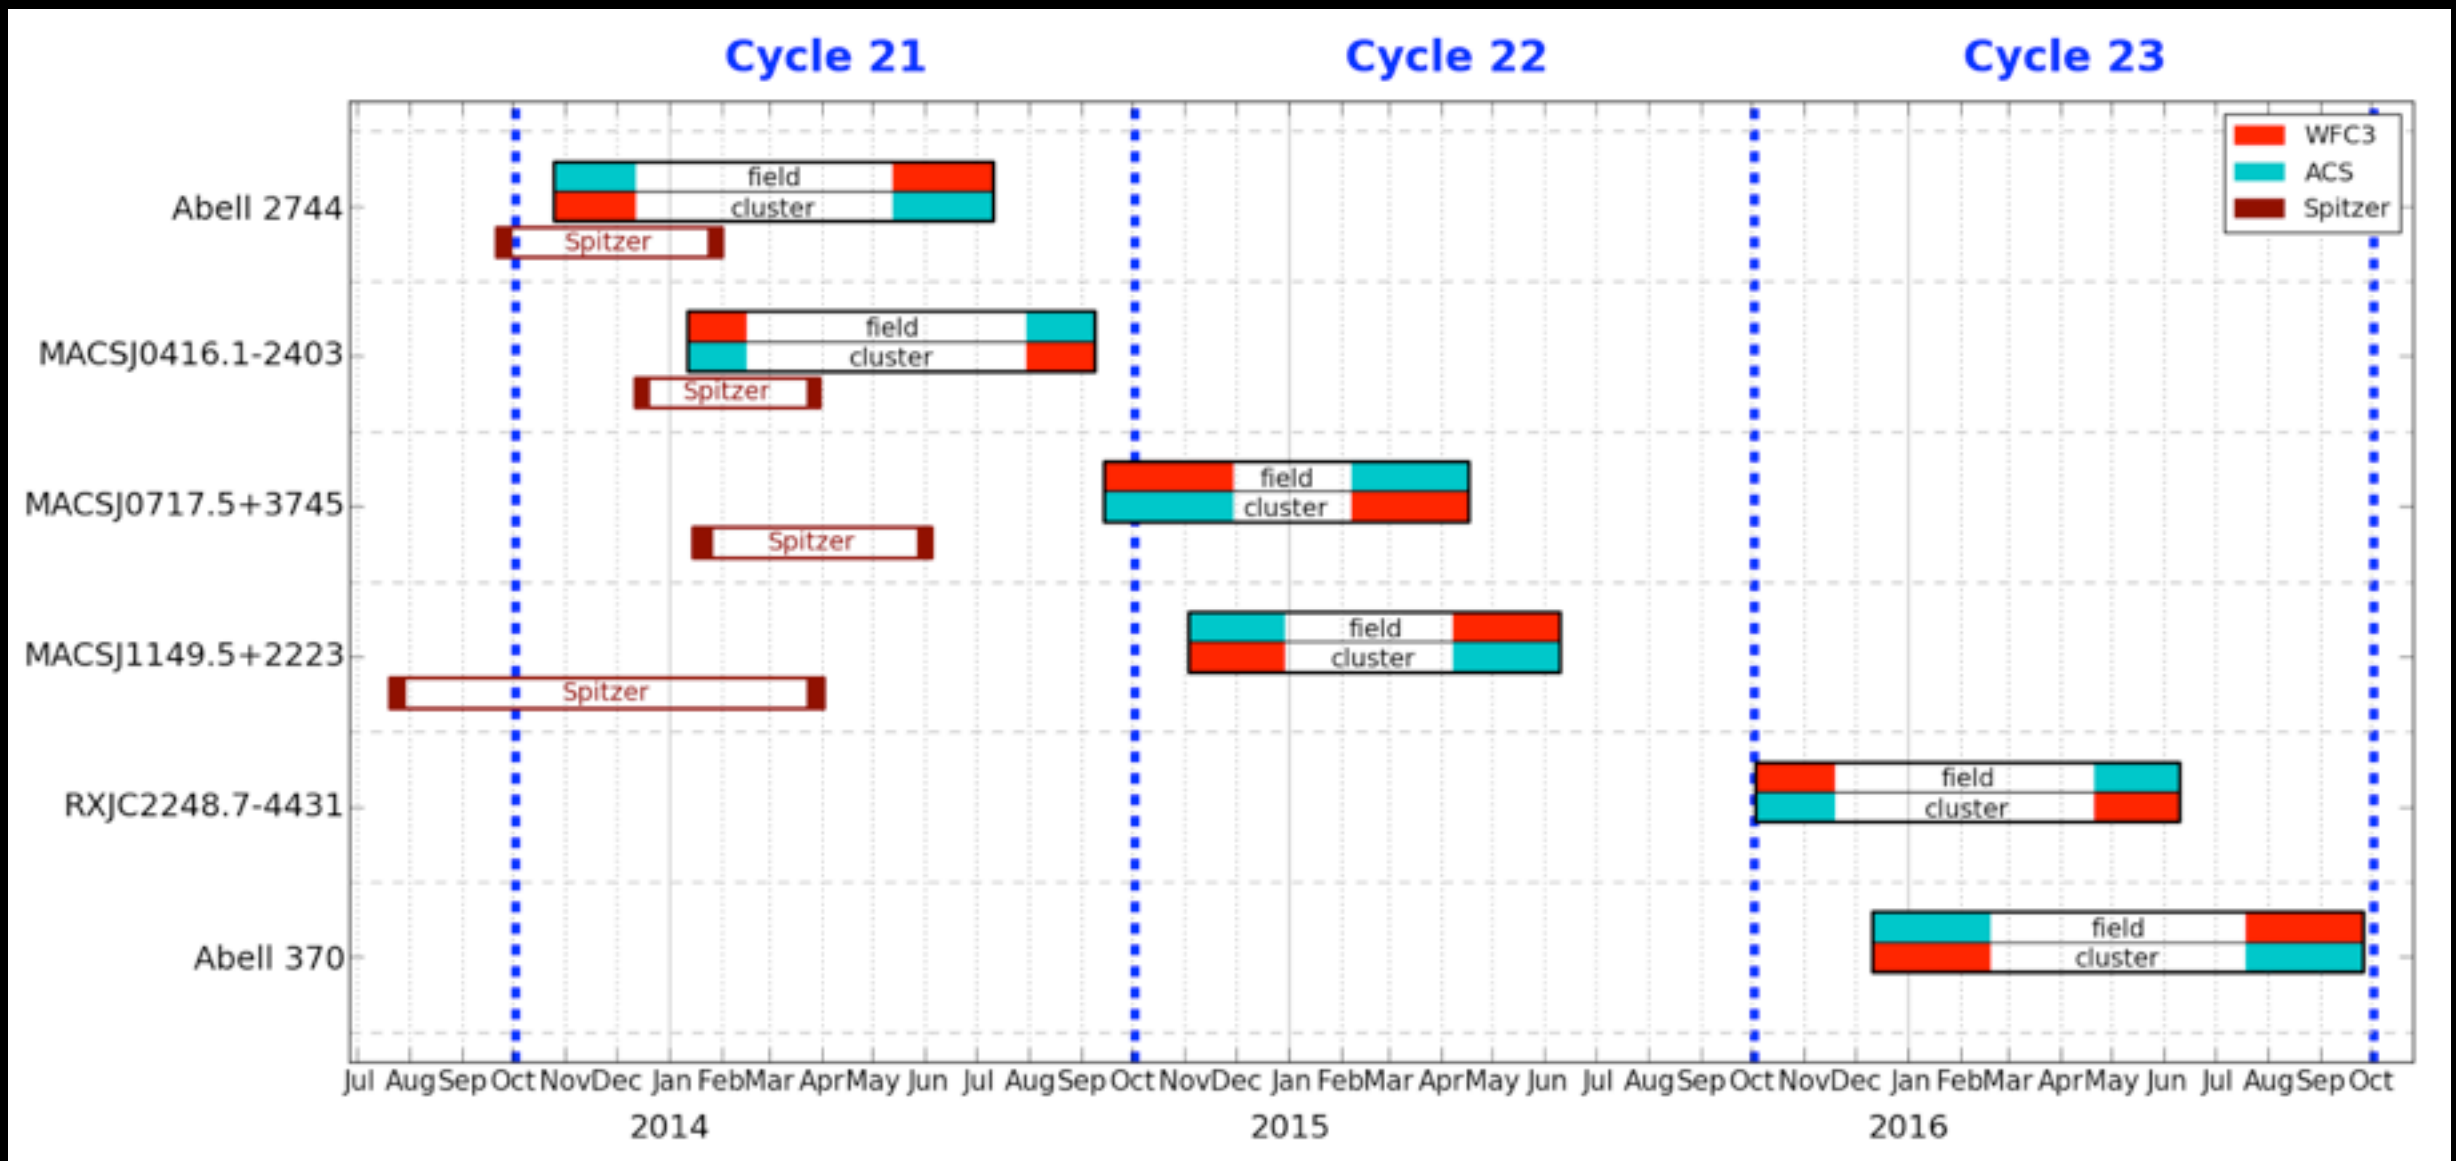 Cycle 21 Cycle 22 Cycle 23
WFC3
ACS
Spitzer
Abell 2744
field
cluster
Spitzer
MACSJ0416.1-2403
field
cluster
Spitzer
MACSJ0717.5+3745
field
cluster
Spitzer
MACSJ1149.5+2223
field
cluster
Spitzer
RXJC2248.7-4431
field
cluster
Abell 370
field
cluster
Jul Aug Sep Oct Nov Dec Jan Feb Mar Apr May Jun Jul Aug Sep Oct Nov Dec Jan Feb Mar Apr May Jun Jul Aug Sep Oct Nov Dec Jan Feb Mar Apr May Jun Jul Aug Sep Oct
2014 2015 2016